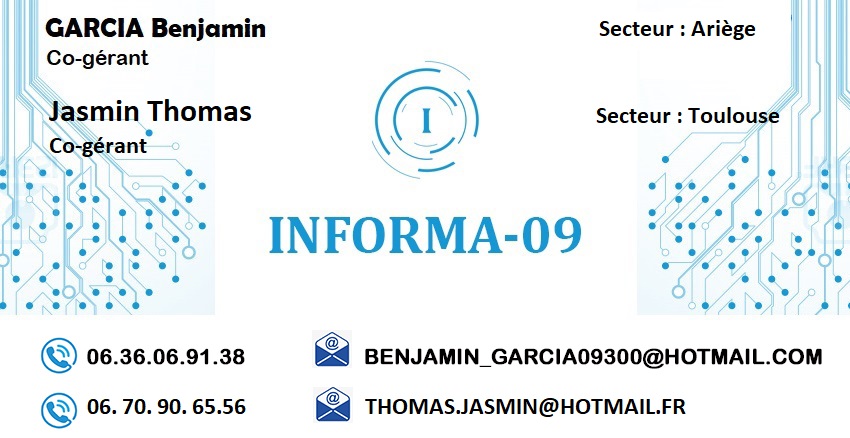 GARCIA Benjamin
Co-gérant
Secteur : Ariège
Jasmin Thomas
Co-gérant
Secteur : Toulouse
I
INFORMA-09
06.36.06.91.38
BENJAMIN_GARCIA09300@HOTMAIL.COM
06. 70. 90. 65.56
THOMAS.JASMIN@HOTMAIL.FR